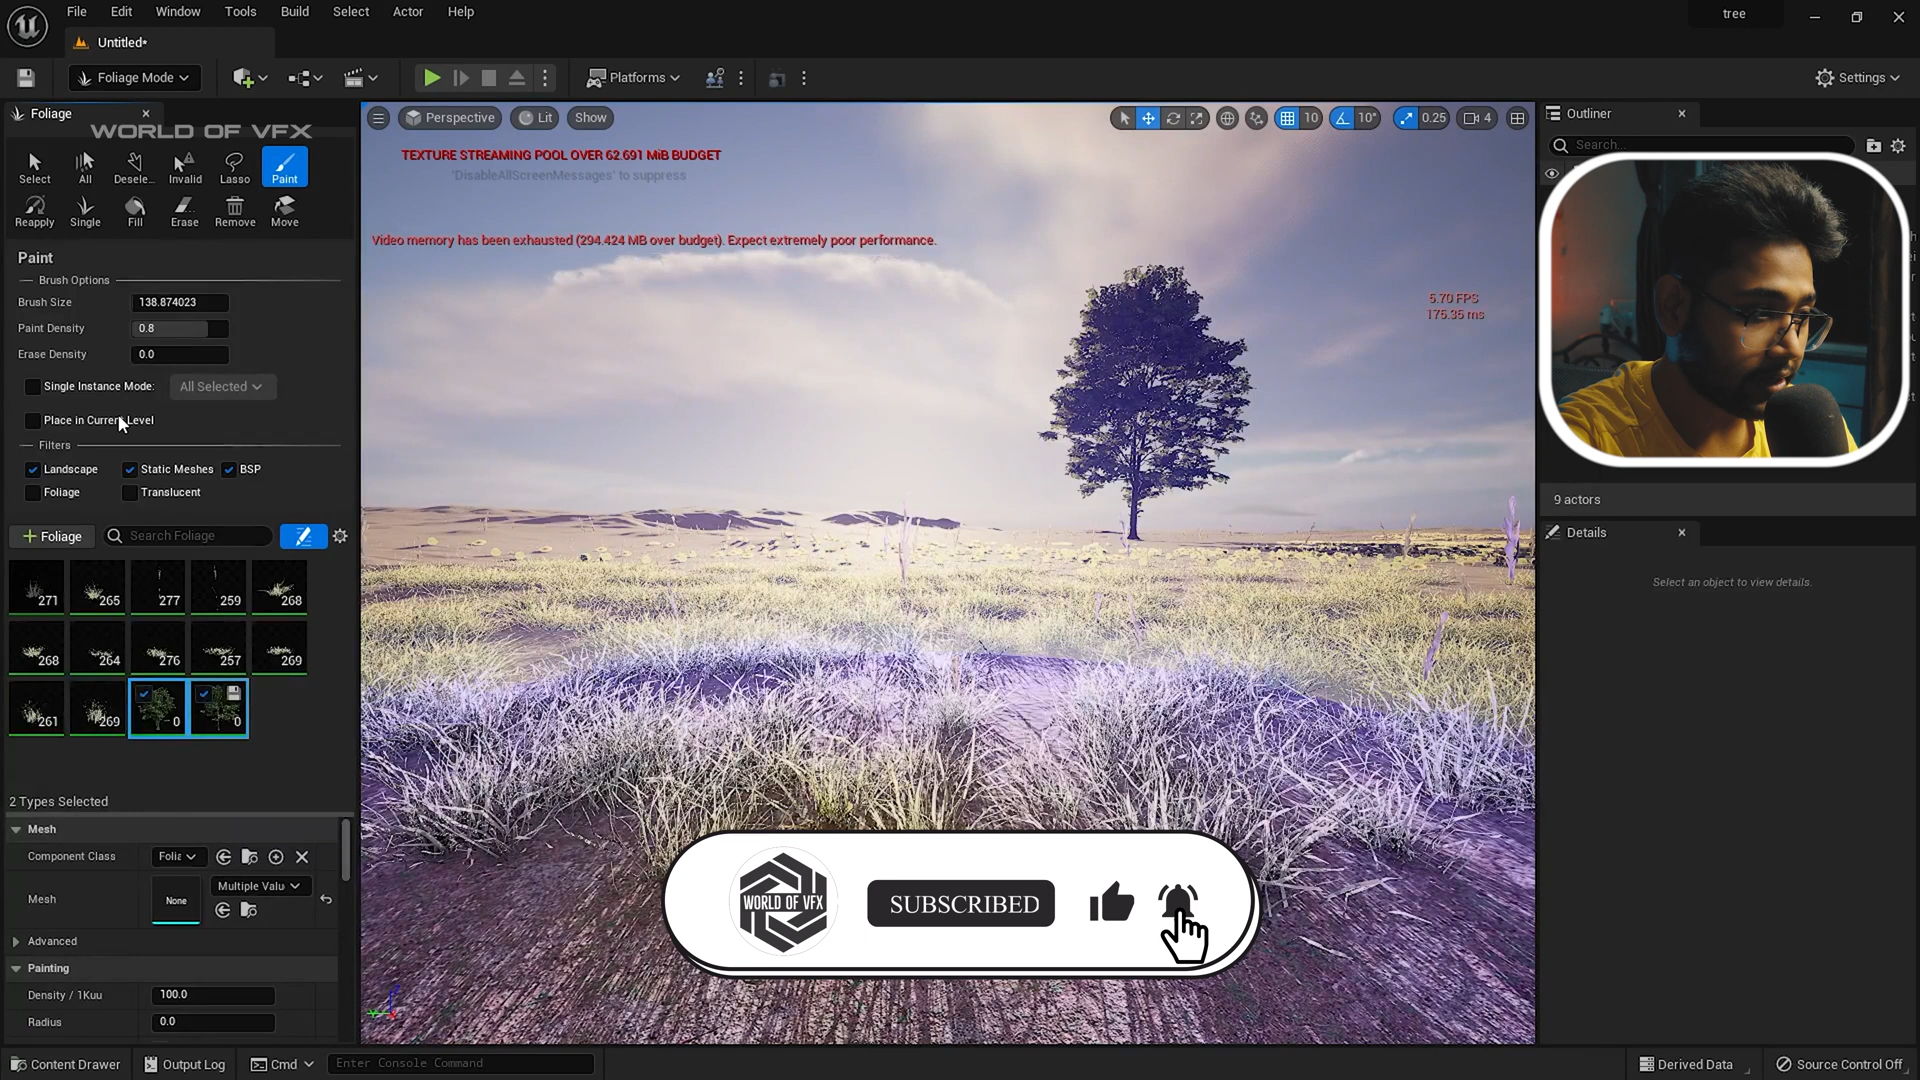 File Edit Window Tools Build Select Actor Help
tree
Untitled*
Foliage Mode
Platforms
Settings
Foliage
WORLD OF VFX
Select All Desele... Invalid Lasso Paint
Reapply Single Fill Erase Remove Move
Paint
Brush Options
Brush Size 138.874023
Paint Density 0.8
Erase Density 0.0
Single Instance Mode: All Selected
Place in Current Level
Filters
Landscape Static Meshes BSP
Foliage Translucent
+ Foliage Search Foliage
271 265 277 259 268
268 264 276 257 269
261 269 0 0
2 Types Selected
Mesh
Component Class Folia
Mesh None Multiple Valu
Advanced
Painting
Density / 1Kuu 100.0
Radius 0.0
Perspective Lit Show
10 10° 0.25 4
TEXTURE STREAMING POOL OVER 62.691 MiB BUDGET
'DisableAllScreenMessages' to suppress
Video memory has been exhausted (294.424 MB over budget). Expect extremely poor performance.
5.70 FPS
175.35 ms
WORLD OF VFX
SUBSCRIBED
Outliner
Search...
9 actors
Details
Select an object to view details.
Content Drawer Output Log Cmd Enter Console Command
Derived Data Source Control Off